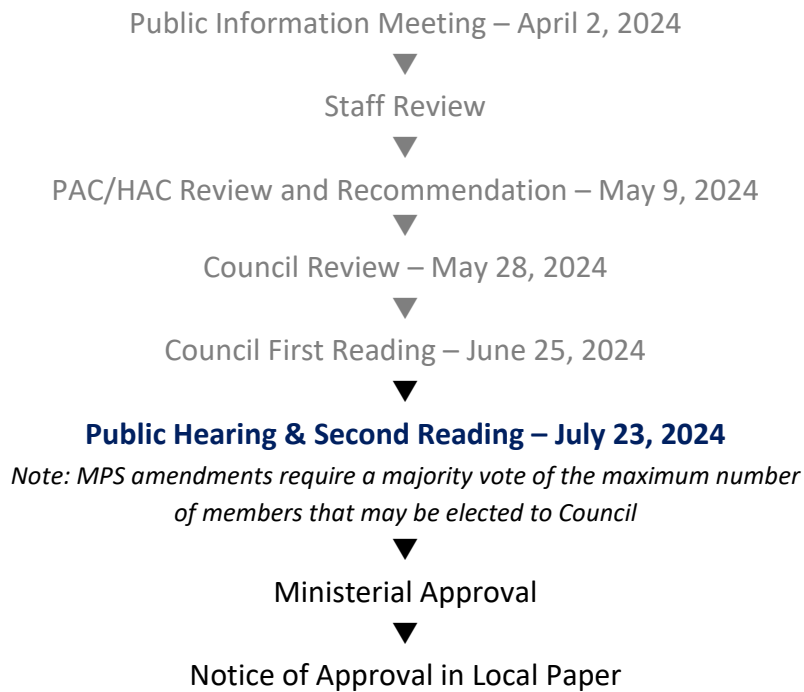 Public Information Meeting – April 2, 2024
Staff Review
PAC/HAC Review and Recommendation – May 9, 2024
Council Review – May 28, 2024
Council First Reading – June 25, 2024
Public Hearing & Second Reading – July 23, 2024
Note: MPS amendments require a majority vote of the maximum number
of members that may be elected to Council
Ministerial Approval
Notice of Approval in Local Paper